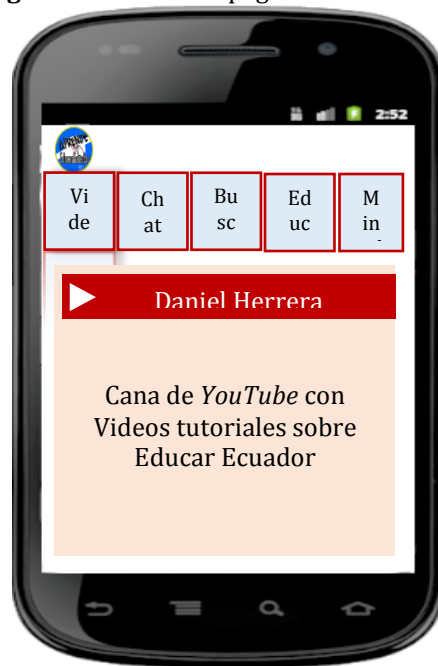 2:52
APRENDE
Vi
de
Ch
at
Bu
sc
Ed
uc
M
in
Daniel Herrera
Cana de YouTube con
Videos tutoriales sobre
Educar Ecuador